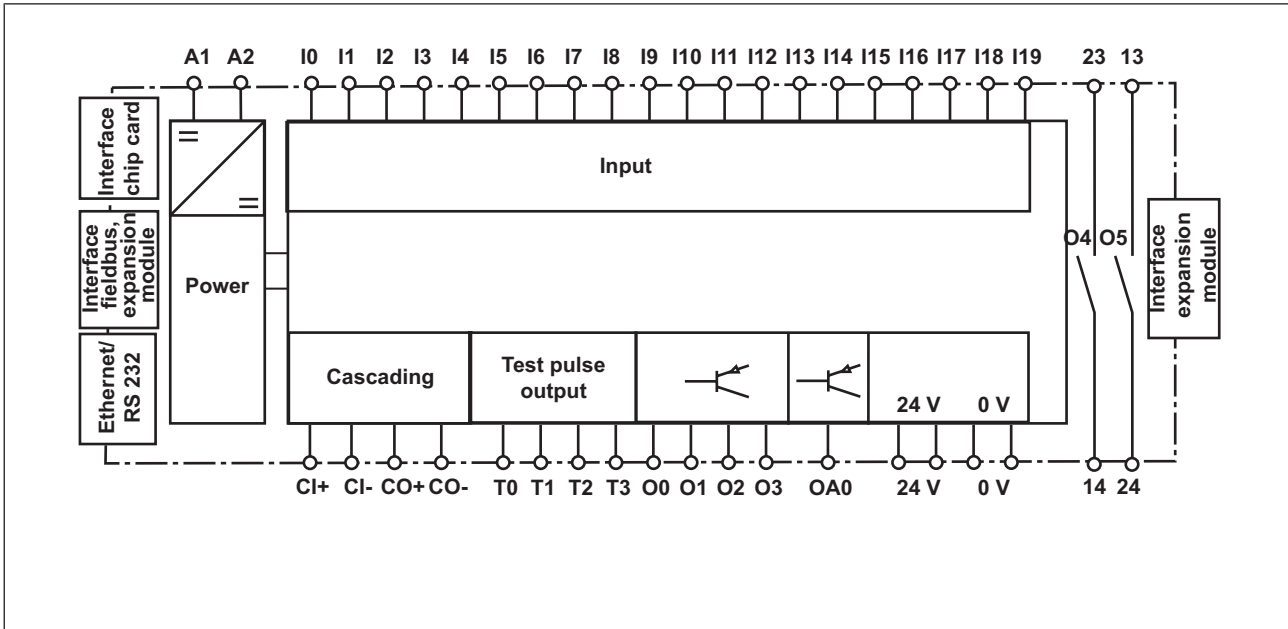 A1 A2 I0 I1 I2 I3 I4 I5 I6 I7 I8 I9 I10 I11 I12 I13 I14 I15 I16 I17 I18 I19 23 13
Interface
chip card
Interface
fieldbus,
expansion
module
Ethernet/
RS 232
Power
Input
O4 O5
Interface
expansion
module
Cascading
Test pulse
output
24 V 0 V
CI+ CI- CO+ CO- T0 T1 T2 T3 O0 O1 O2 O3 OA0 24 V 0 V 14 24